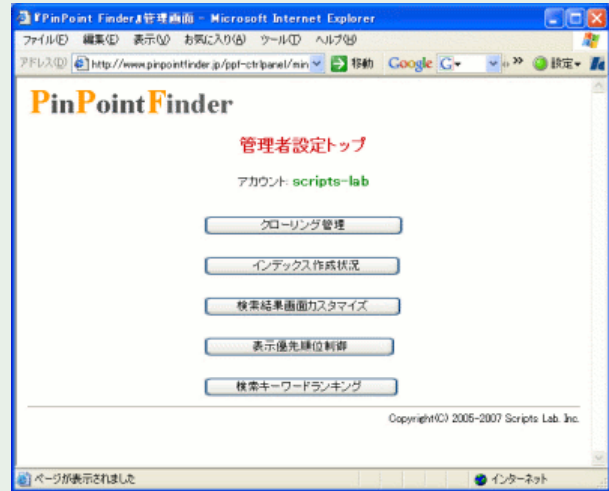 『PinPoint Finder』管理画面 - Microsoft Internet Explorer
ファイル(F) 編集(E) 表示(V) お気に入り(A) ツール(T) ヘルプ(H)
アドレス(D) http://www.pinpointfinder.jp/ppf-ctrlpanel/min 移動 Google G 設定
PinPointFinder
管理者設定トップ
アカウント: scripts-lab
クローリング管理
インデックス作成状況
検索結果画面カスタマイズ
表示優先順位制御
検索キーワードランキング
Copyright(C) 2005-2007 Scripts Lab. Inc.
ページが表示されました インターネット